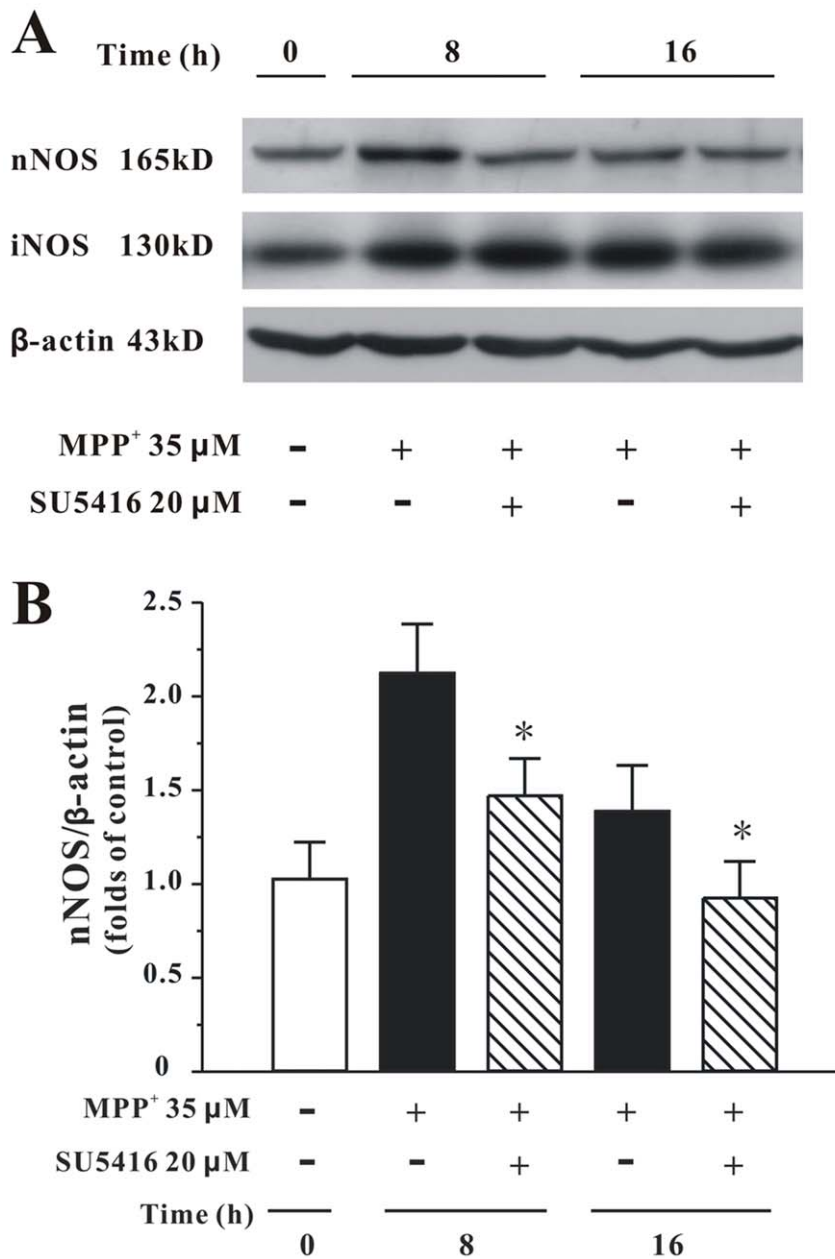 A
Time (h) 0 8 16
nNOS 165kD
iNOS 130kD
β-actin 43kD
MPP⁺ 35 μM - + + + +
SU5416 20 μM - - + - +
B
nNOS/β-actin
(folds of control)
2.5
2.0
1.5
1.0
0.5
0
*
*
MPP⁺ 35 μM - + + + +
SU5416 20 μM - - + - +
Time (h) 0 8 16